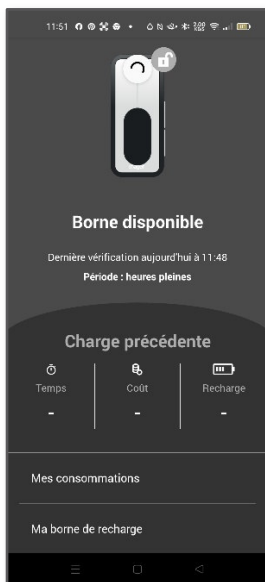 11:51
Borne disponible
Dernière vérification aujourd'hui à 11:48
Période : heures pleines
Charge précédente
Temps
Coût
Recharge
-
-
-
Mes consommations
Ma borne de recharge